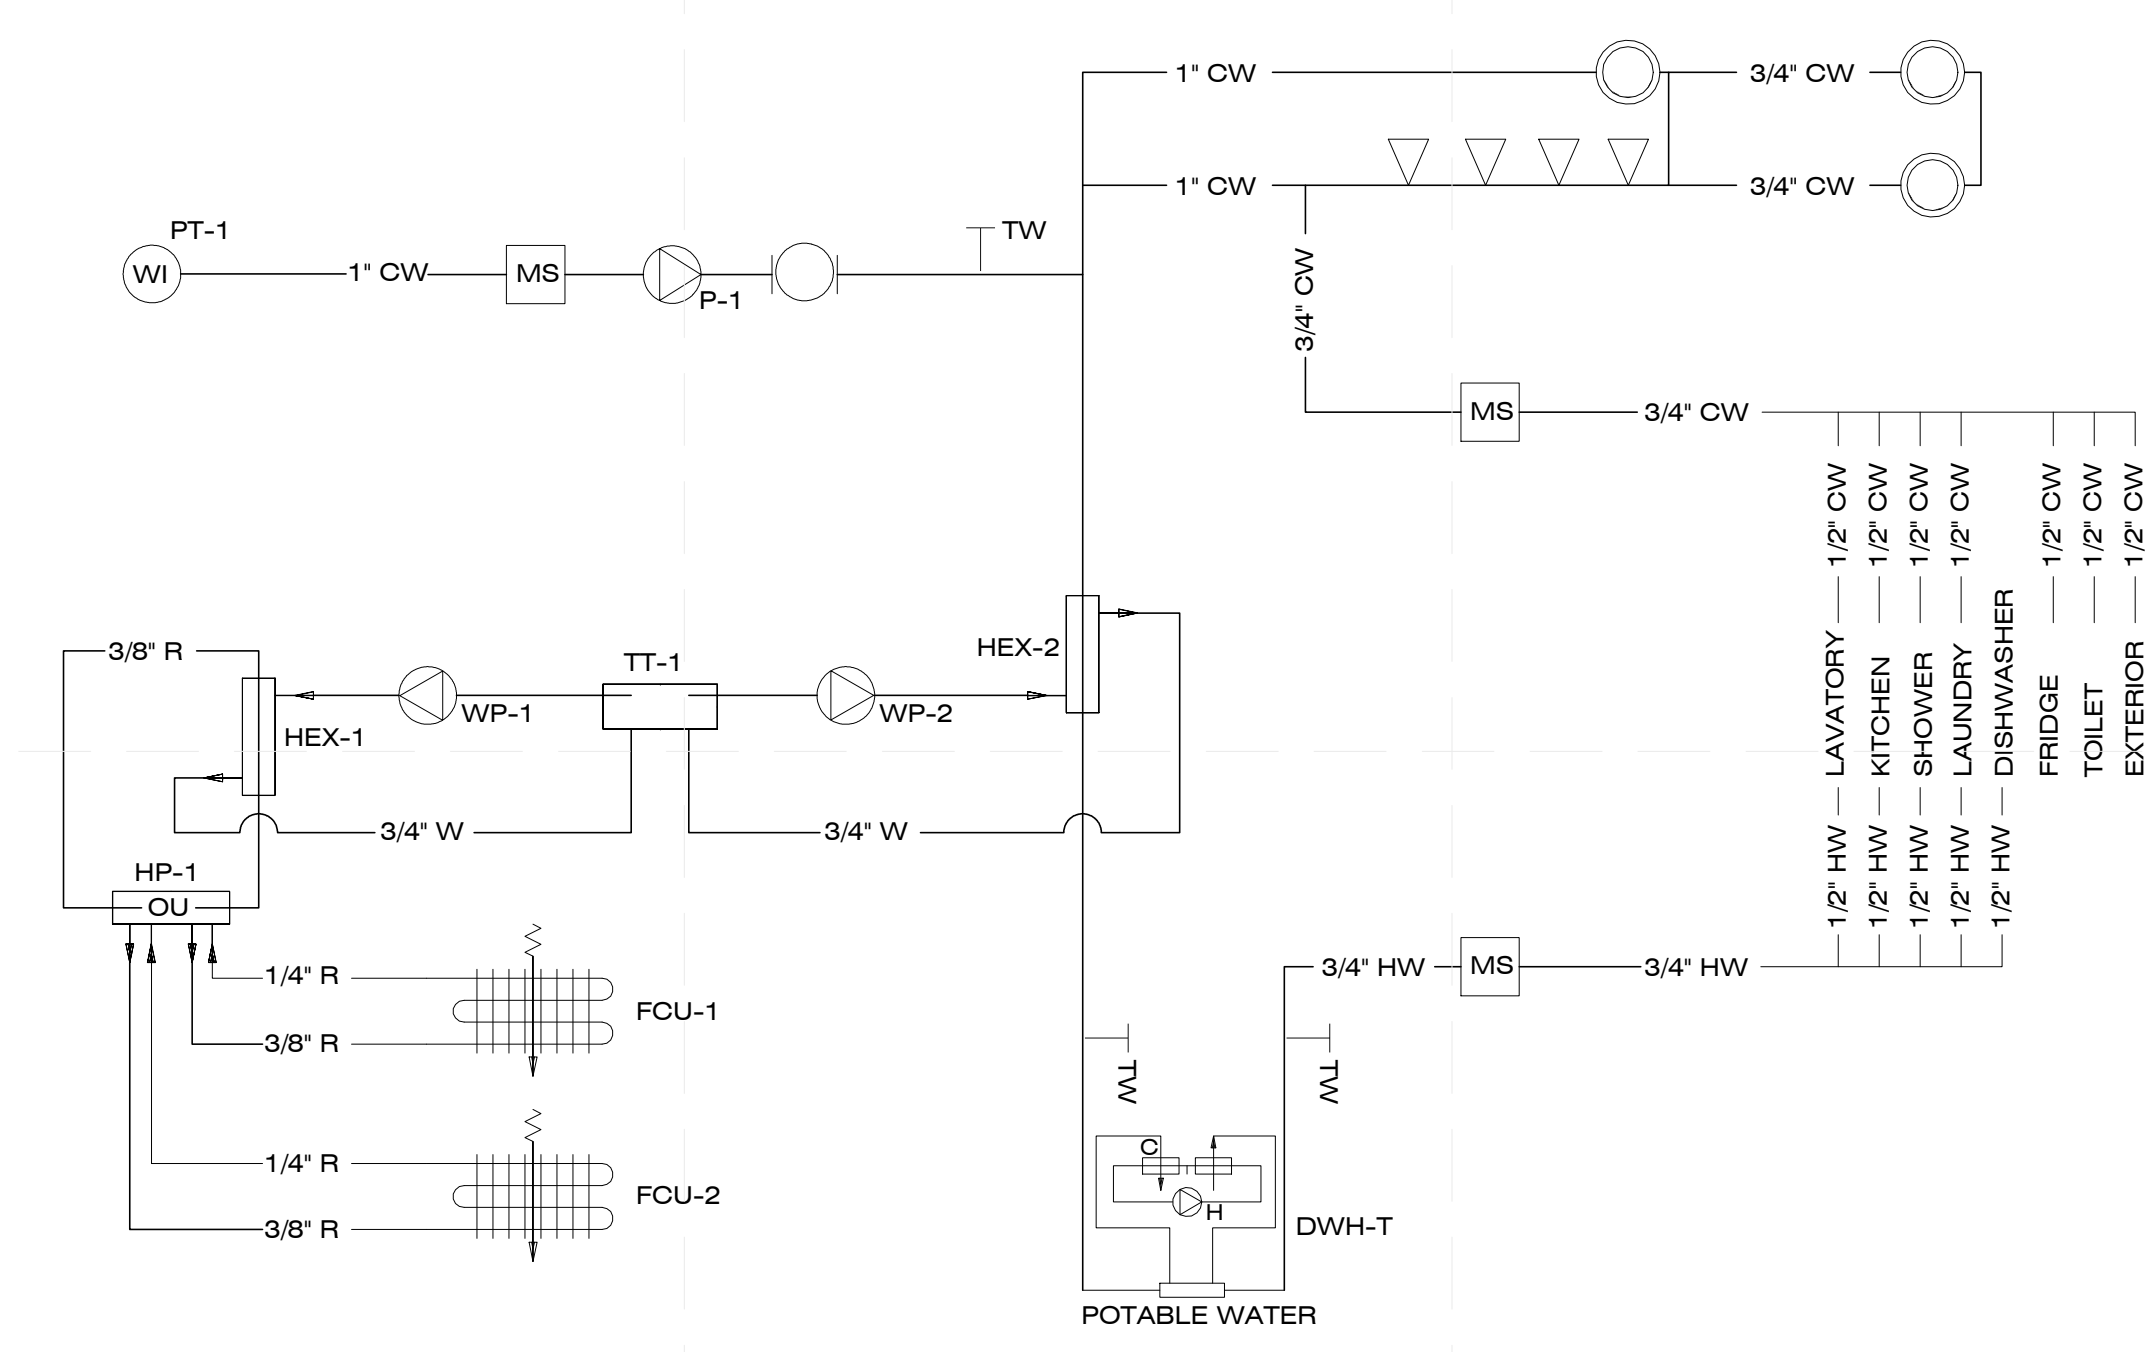 1" CW
3/4" CW
1" CW
3/4" CW
PT-1
TW
WI
1" CW
MS
P-1
3/4" CW
MS
3/4" CW
1/2" CW
1/2" CW
1/2" CW
1/2" CW
1/2" CW
1/2" CW
1/2" CW
3/8" R
TT-1
HEX-2
WP-1
WP-2
HEX-1
LAVATORY
KITCHEN
SHOWER
LAUNDRY
DISHWASHER
FRIDGE
TOILET
EXTERIOR
3/4" W
3/4" W
HP-1
OU
1/2" HW
1/2" HW
1/2" HW
1/2" HW
1/2" HW
1/4" R
FCU-1
3/8" R
3/4" HW
MS
3/4" HW
TW
TW
1/4" R
FCU-2
3/8" R
C
H
DWH-T
POTABLE WATER